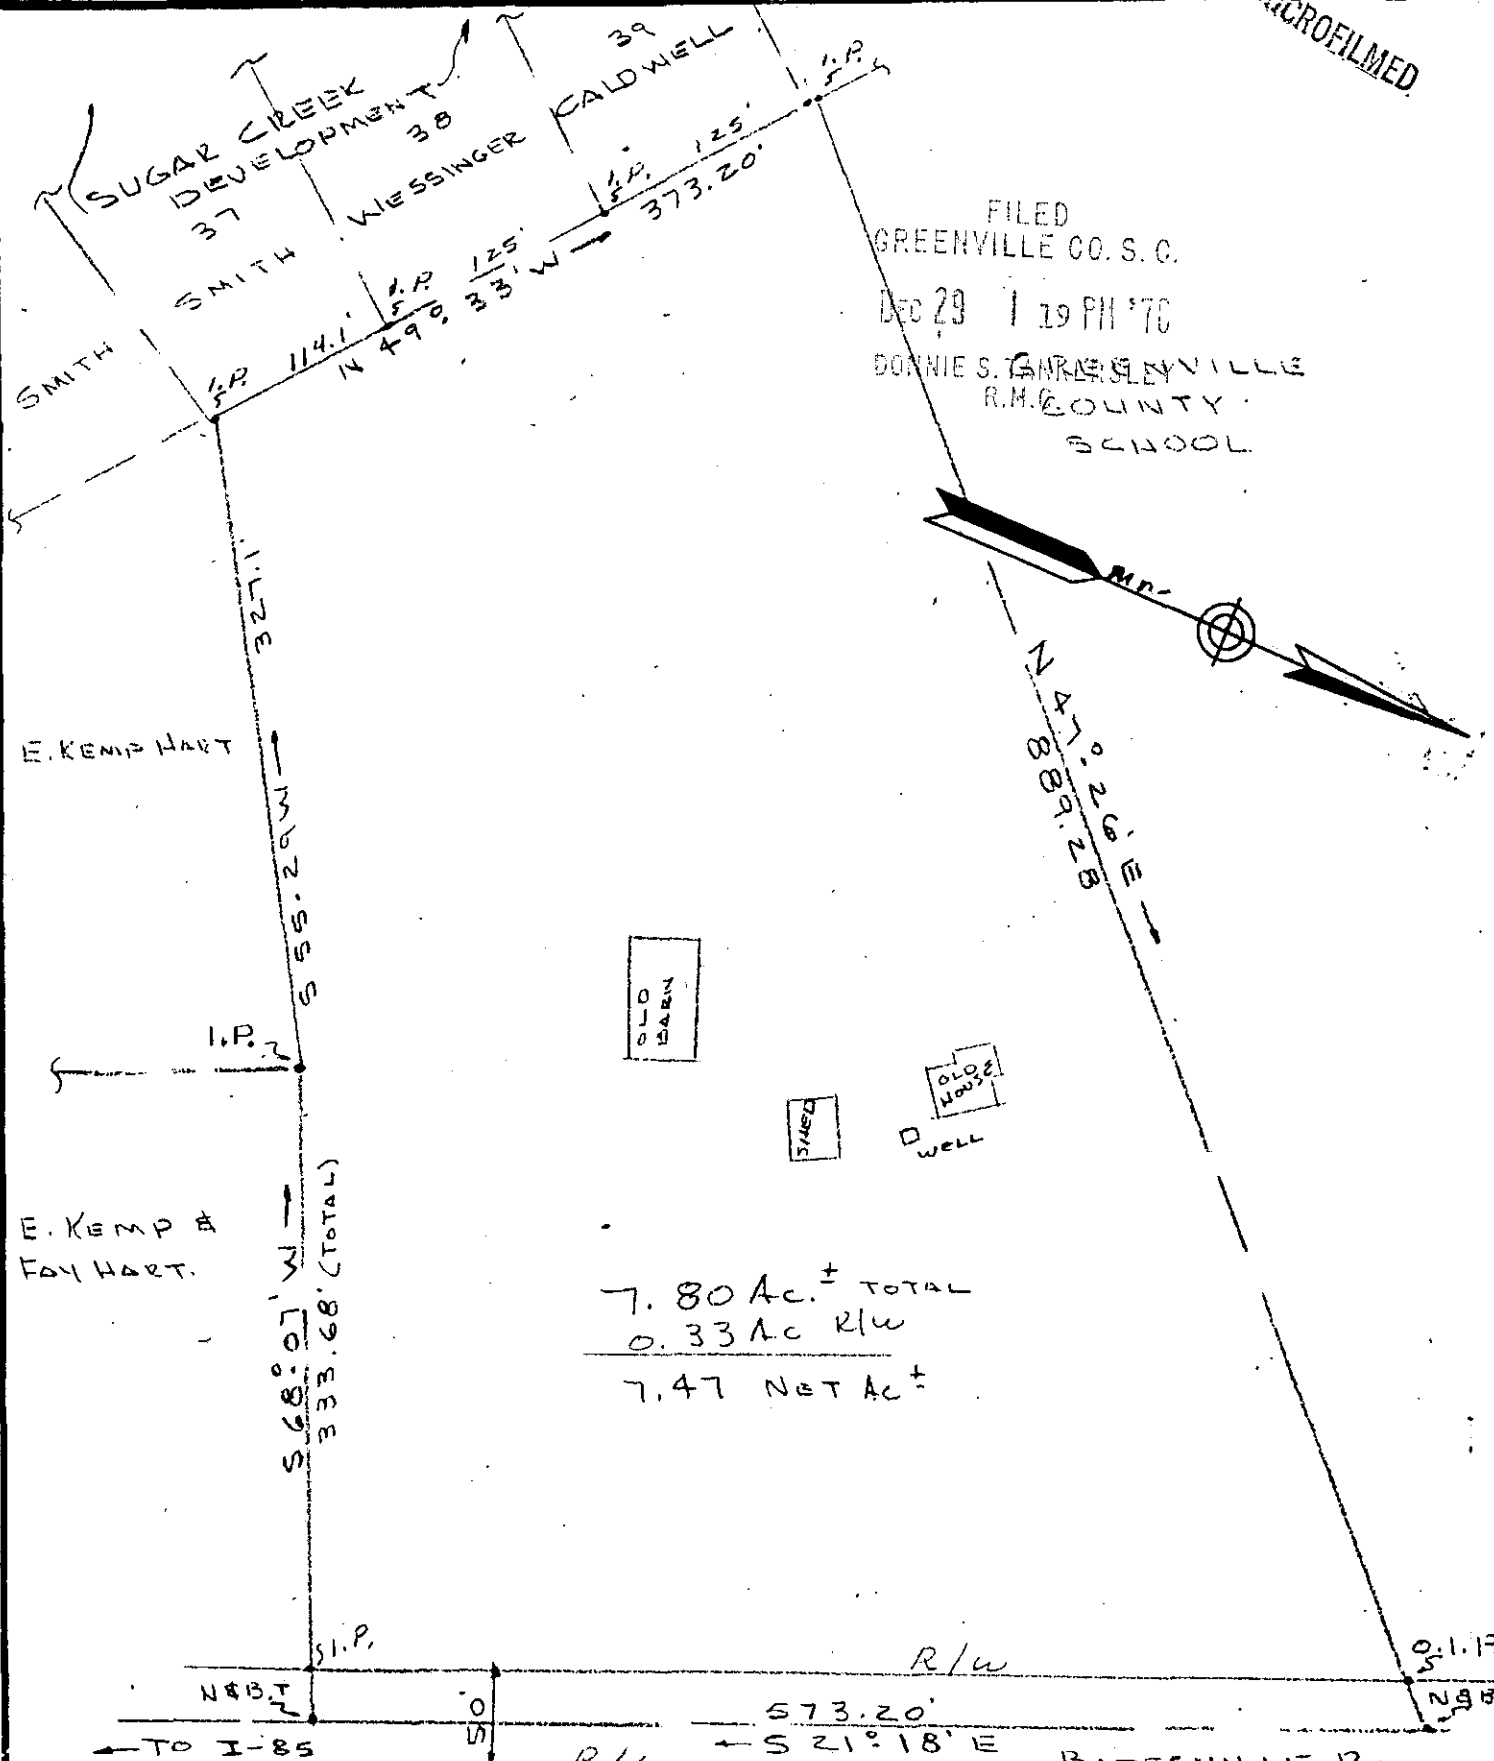 MICROFILMED
SUGAR CREEK
DEVELOPMENT
37
38
39
SMITH
SMITH
WESSINGER
CALDWELL
I.P.
114.1'
I.P.
125'
I.P.
125'
I.P.
N 49° 33' W
373.20'
FILED
GREENVILLE CO. S. C.
DEC 29 1 19 PM '76
DONNIE S. TANKERSLEY
R.M.C.
GREENVILLE
COUNTY
SCHOOL
Mn.
N 47° 26' E
889.28
327.1'
S 55-29 W
E. KEMP HART
OLD
BARN
I.P.
SHED
OLD
HOUSE
WELL
E. KEMP &
FAY HART.
S 68° 07' W
333.68' (TOTAL)
7.80 Ac. ± TOTAL
0.33 Ac R/W
7.47 NET Ac ±
I.P.
R/W
O.I.P
N&B.T
N&B
50'
573.20'
TO I-85
S 21° 18' E